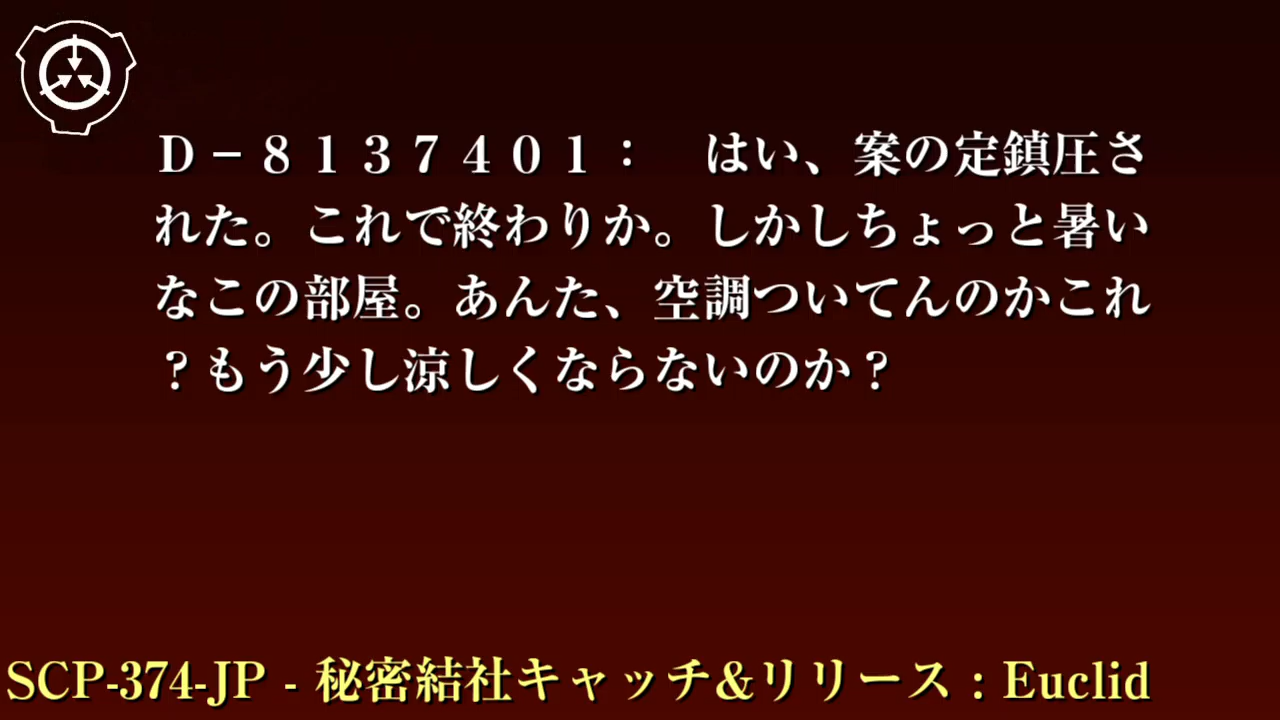 Ｄ－８１３７４０１：　はい、案の定鎮圧さ
れた。これで終わりか。しかしちょっと暑い
なこの部屋。あんた、空調ついてんのかこれ
？もう少し涼しくならないのか？
SCP-374-JP - 秘密結社キャッチ&リリース : Euclid